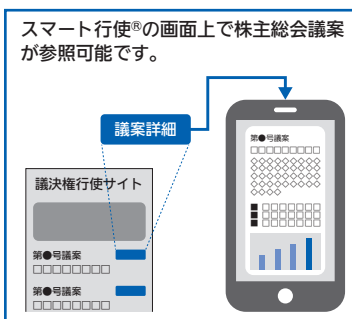 スマート行使®の画面上で株主総会議案
が参照可能です。
議案詳細
議決権行使サイト
第●号議案
□□□□□□□□
第●号議案
□□□□□□□□
第●号議案
□□□□□□□□
◇◇◇◇◇◇◇◇◇
◇◇◇◇◇◇◇◇◇
◇◇◇◇◇◇◇◇◇
◇◇◇◇
■ □□□□□□□
■ □□□□□□□
■ □□□□□□□